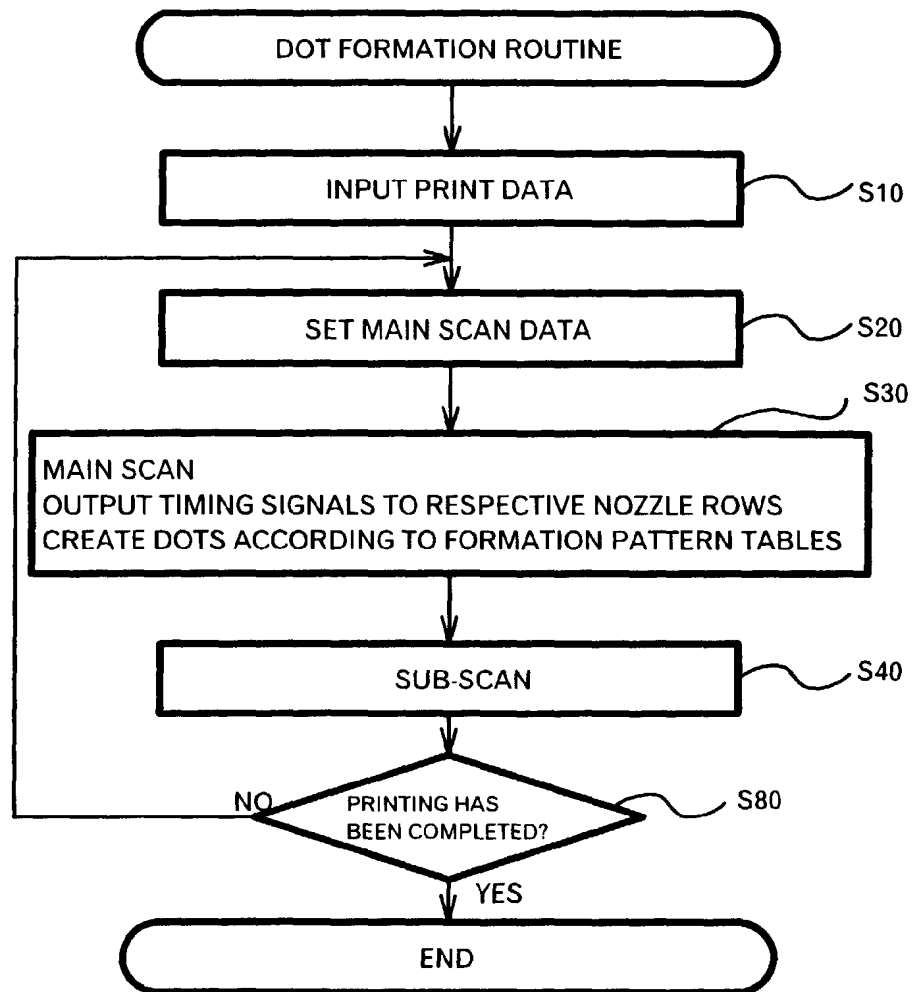 DOT FORMATION ROUTINE
INPUT PRINT DATA
S10
SET MAIN SCAN DATA
S20
S30
MAIN SCAN
OUTPUT TIMING SIGNALS TO RESPECTIVE NOZZLE ROWS
CREATE DOTS ACCORDING TO FORMATION PATTERN TABLES
SUB-SCAN
S40
NO
PRINTING HAS
BEEN COMPLETED?
S80
YES
END